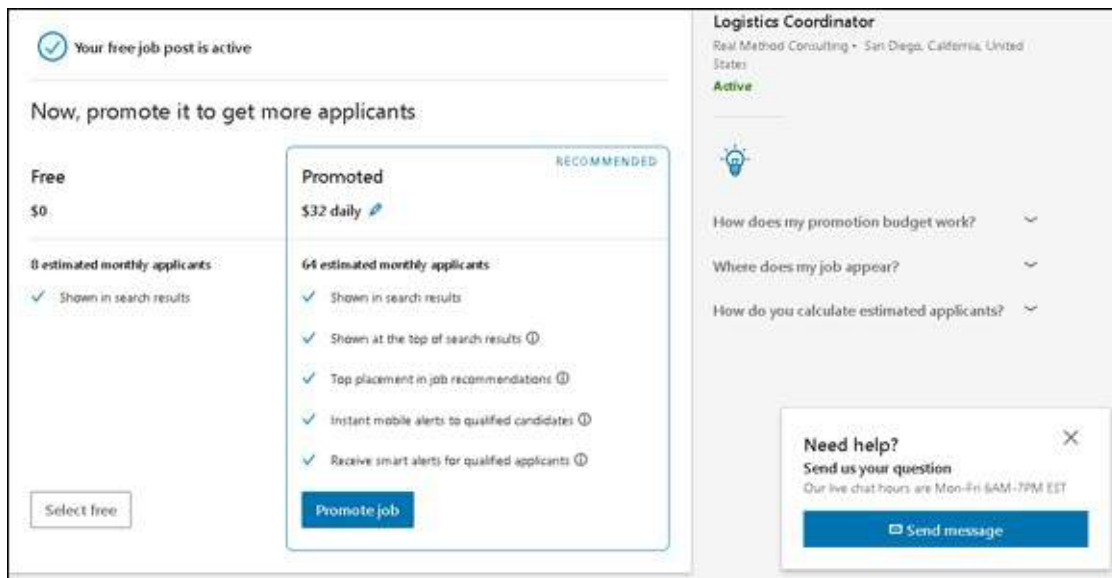 Your free job post is active
Now, promote it to get more applicants
Free
$0
8 estimated monthly applicants
Shown in search results
Select free
RECOMMENDED
Promoted
$32 daily
64 estimated monthly applicants
Shown in search results
Shown at the top of search results
Top placement in job recommendations
Instant mobile alerts to qualified candidates
Receive smart alerts for qualified applicants
Promote job
Logistics Coordinator
Real Method Consulting • San Diego, California, United
States
Active
How does my promotion budget work?
Where does my job appear?
How do you calculate estimated applicants?
Need help?
Send us your question
Our live chat hours are Mon-Fri 6AM-7PM EST
Send message